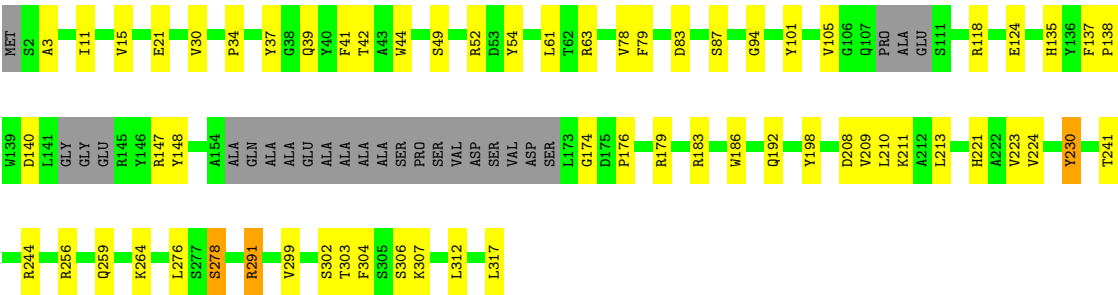 MET S2 A3 I11 V15 E21 V30 P34 Y37 G38 Q39 Y40 F41 T42 A43 W44 S49 R52 D53 Y54 L61 T62 R63 V78 F79 D83 S87 G94 Y101 V105 G106 Q107 PRO ALA GLU S111 R118 E124 H135 Y136 F137 P138
W139 D140 L141 GLY GLY GLU R145 Y146 R147 Y148 A154 ALA GLN ALA ALA GLU ALA ALA ALA ALA SER PRO SER VAL ASP SER VAL ASP SER L173 G174 D175 P176 R179 R183 W186 Q192 Y198 D208 V209 L210 K211 A212 L213 H221 A222 V223 V224 Y230 T241
R244 R256 Q259 K264 L276 S277 S278 R291 V299 S302 T303 F304 S305 S306 K307 L312 L317